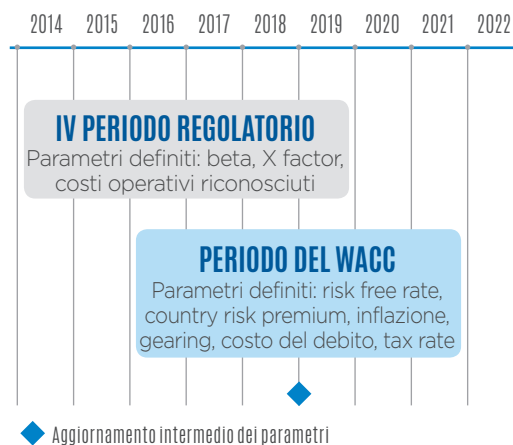 2014 2015 2016 2017 2018 2019 2020 2021 2022
IV PERIODO REGOLATORIO
Parametri definiti: beta, X factor,
costi operativi riconosciuti
PERIODO DEL WACC
Parametri definiti: risk free rate,
country risk premium, inflazione,
gearing, costo del debito, tax rate
Aggiornamento intermedio dei parametri